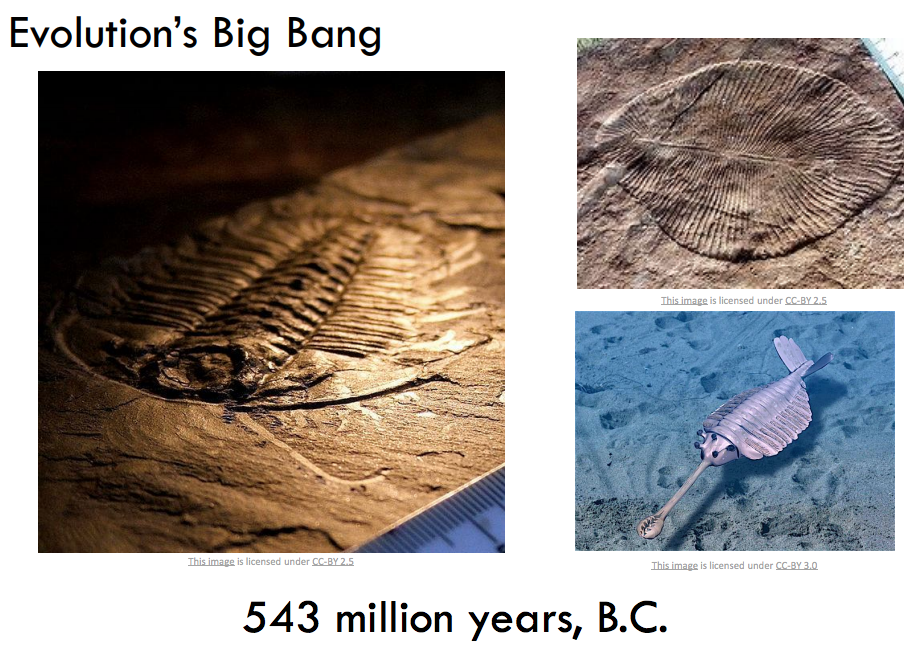 Evolution's Big Bang
This image is licensed under CC-BY 2.5
This image is licensed under CC-BY 2.5
This image is licensed under CC-BY 3.0
543 million years, B.C.